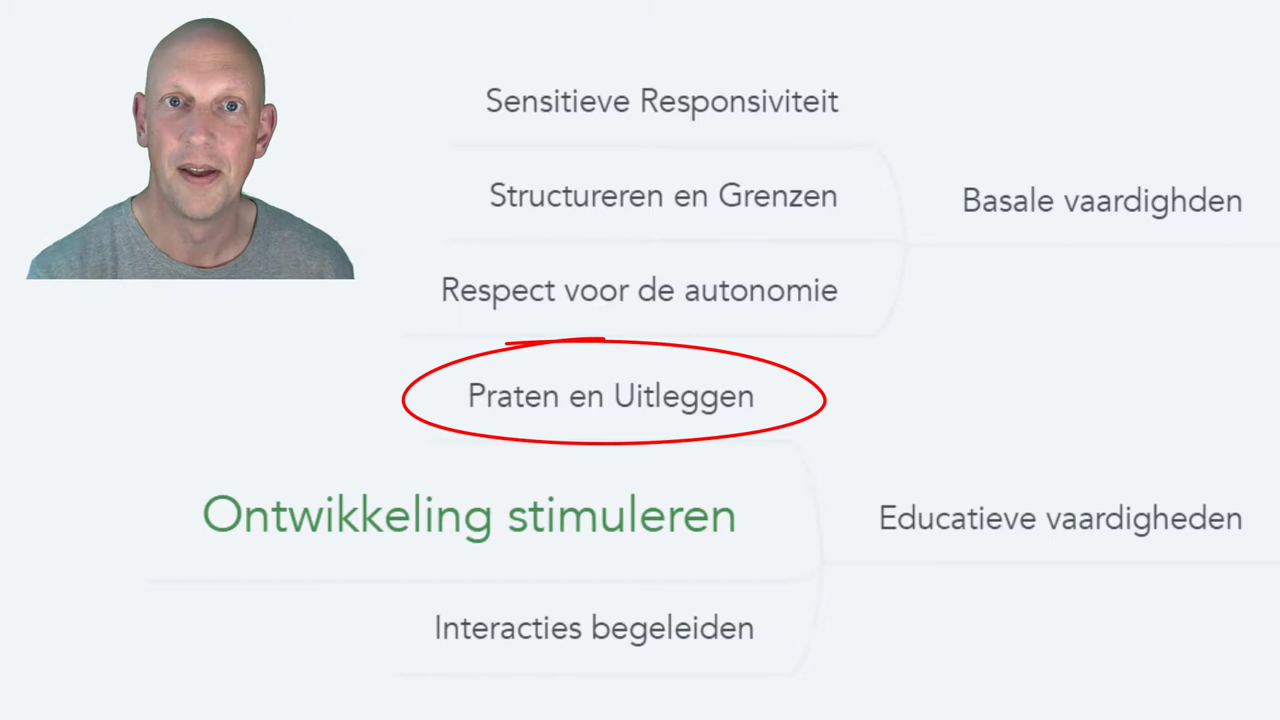 Sensitieve Responsiviteit
Structureren en Grenzen
Basale vaardighden
Respect voor de autonomie
Praten en Uitleggen
Ontwikkeling stimuleren
Educatieve vaardigheden
Interacties begeleiden